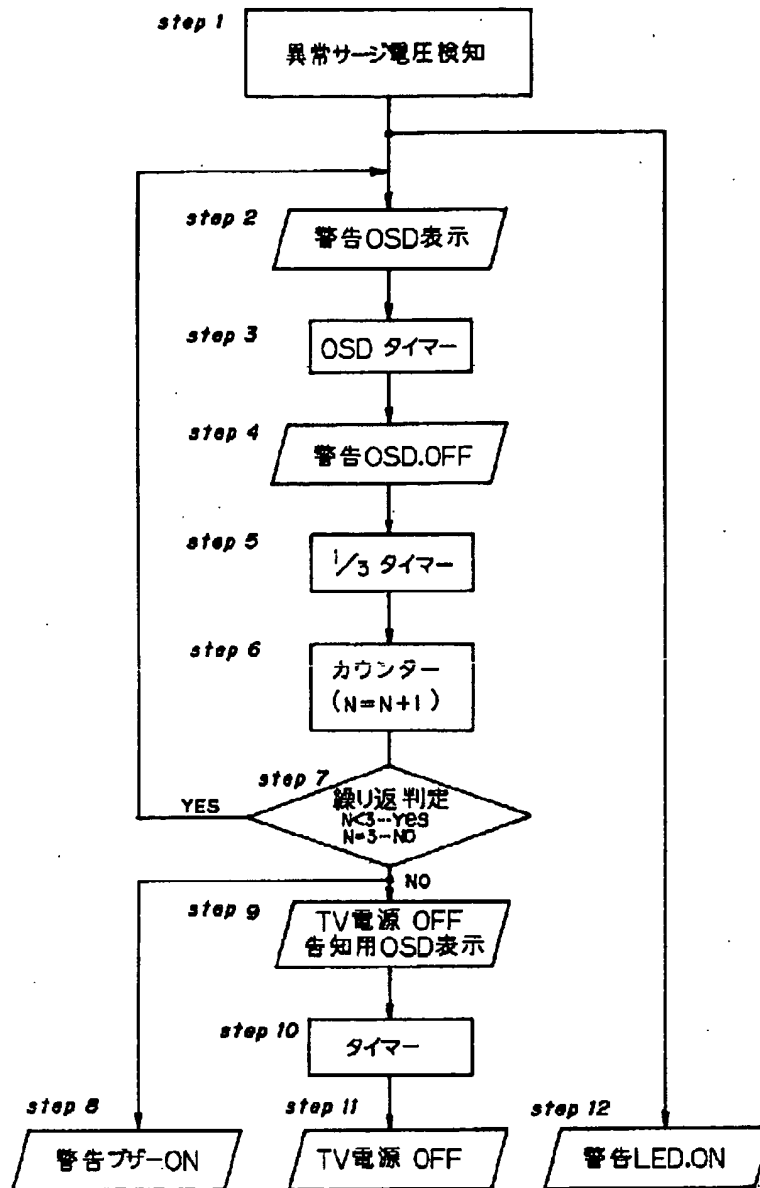 step 1
異常サージ電圧検知
step 2
警告OSD表示
step 3
OSD タイマー
step 4
警告OSD.OFF
step 5
1/3 タイマー
step 6
カウンター
(N=N+1)
step 7
繰り返判定
N<3--Yes
N=3--NO
YES
NO
step 9
TV電源 OFF
告知用OSD表示
step 10
タイマー
step 8
警告ブザーON
step 11
TV電源 OFF
step 12
警告LED.ON